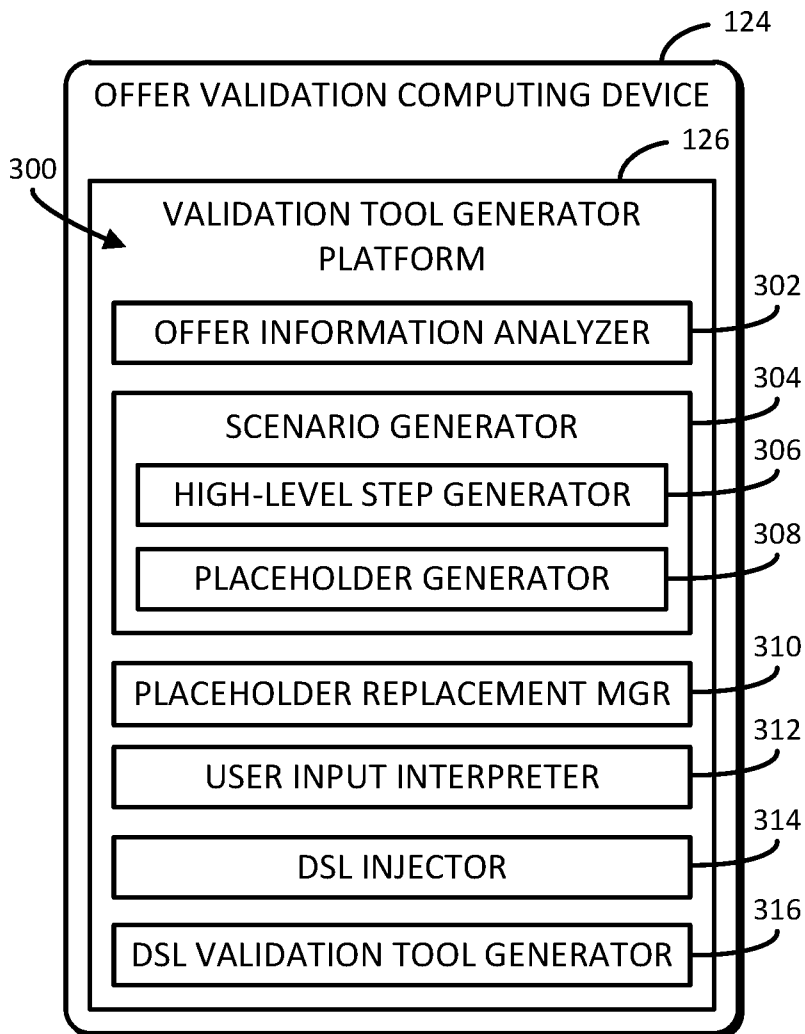 124
OFFER VALIDATION COMPUTING DEVICE
126
300
VALIDATION TOOL GENERATOR
PLATFORM
302
OFFER INFORMATION ANALYZER
304
SCENARIO GENERATOR
306
HIGH-LEVEL STEP GENERATOR
308
PLACEHOLDER GENERATOR
310
PLACEHOLDER REPLACEMENT MGR
312
USER INPUT INTERPRETER
314
DSL INJECTOR
316
DSL VALIDATION TOOL GENERATOR